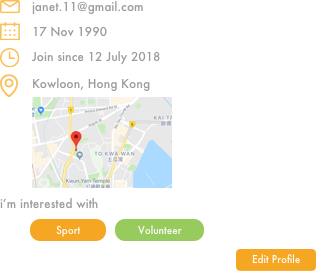 janet.11@gmail.com
17 Nov 1990
Join since 12 July 2018
Kowloon, Hong Kong
KAI TA
TO KWA WAN
土瓜灣
Kwun Yam Temple
i'm interested with
Sport
Volunteer
Edit Profile